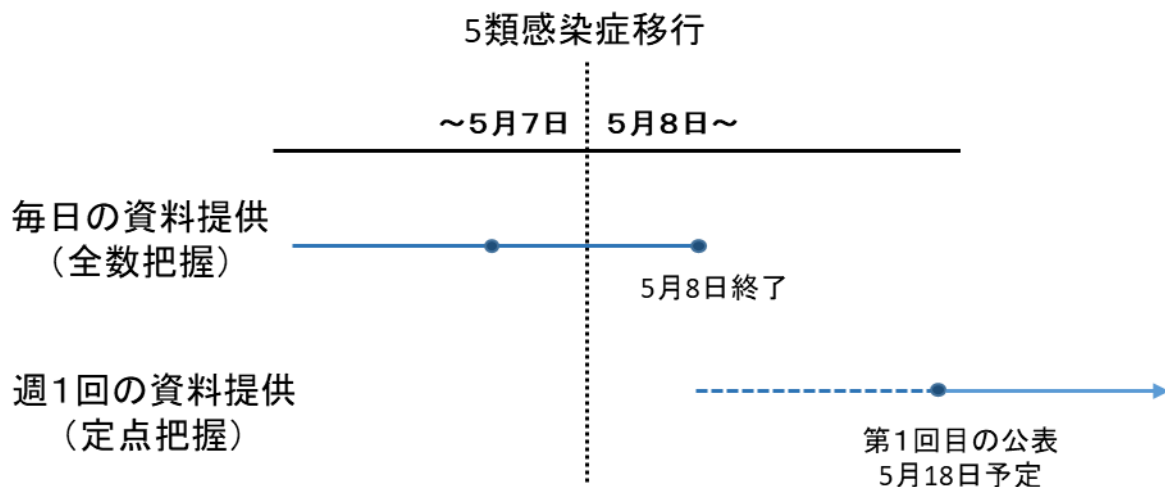 5類感染症移行
～5月7日
5月8日～
毎日の資料提供
（全数把握）
5月8日終了
週1回の資料提供
（定点把握）
第1回目の公表
5月18日予定